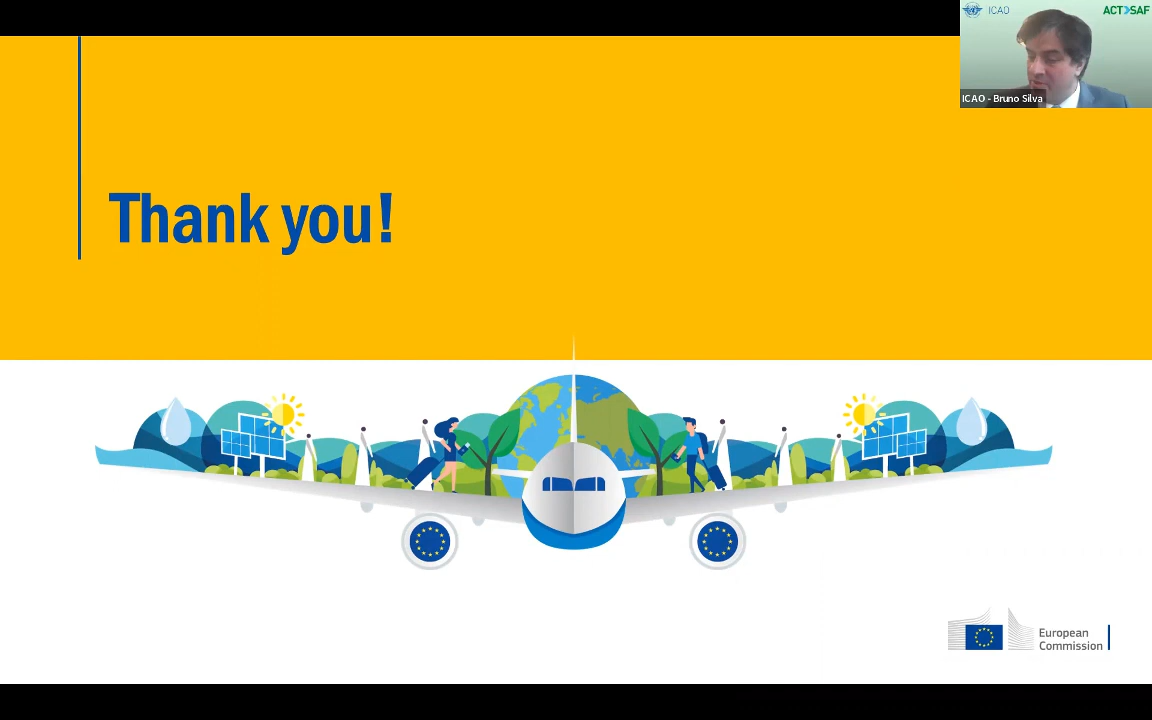 ICAO
ACT SAF
ICAO - Bruno Silva
Thank you!
European
Commission